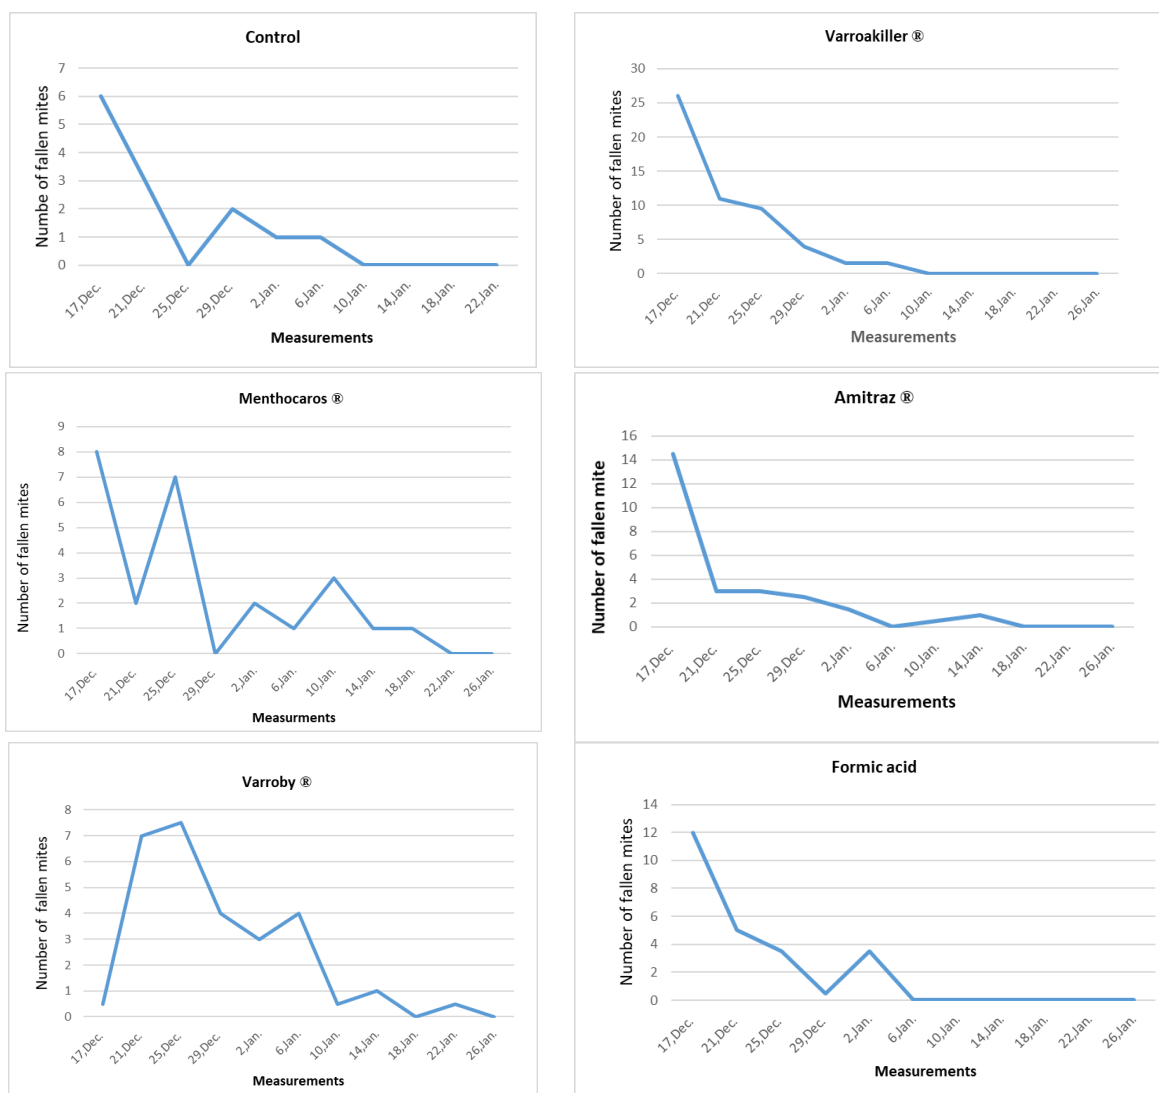 Control
Numbe of fallen mites
7
6
5
4
3
2
1
0
17,Dec. 21,Dec. 25,Dec. 29,Dec. 2,Jan. 6,Jan. 10,Jan. 14,Jan. 18,Jan. 22,Jan.
Measurements
Varroakiller ®
Number of fallen mites
30
25
20
15
10
5
0
17,Dec. 21,Dec. 25,Dec. 29,Dec. 2,Jan. 6,Jan. 10,Jan. 14,Jan. 18,Jan. 22,Jan. 26,Jan.
Measurements
Menthocaros ®
Number of fallen mites
9
8
7
6
5
4
3
2
1
0
17,Dec. 21,Dec. 25,Dec. 29,Dec. 2,Jan. 6,Jan. 10,Jan. 14,Jan. 18,Jan. 22,Jan. 26,Jan.
Measurments
Amitraz ®
Number of fallen mite
16
14
12
10
8
6
4
2
0
17,Dec. 21,Dec. 25,Dec. 29,Dec. 2,Jan. 6,Jan. 10,Jan. 14,Jan. 18,Jan. 22,Jan. 26,Jan.
Measurements
Varroby ®
Number of fallen mites
8
7
6
5
4
3
2
1
0
17,Dec. 21,Dec. 25,Dec. 29,Dec. 2,Jan. 6,Jan. 10,Jan. 14,Jan. 18,Jan. 22,Jan. 26,Jan.
Measurements
Formic acid
Number of fallen mites
14
12
10
8
6
4
2
0
17,Dec. 21,Dec. 25,Dec. 29,Dec. 2,Jan. 6,Jan. 10,Jan. 14,Jan. 18,Jan. 22,Jan. 26,Jan.
Measurements